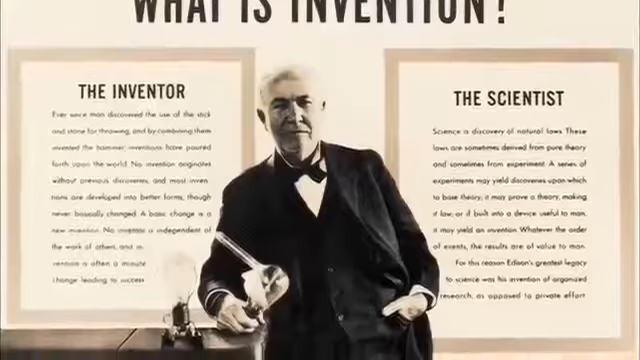 WHAT IS INVENTION?
THE INVENTOR
Ever since man discovered the use of the stick
and stone for throwing, and by combining them
invented the hammer, inventions have poured
forth upon the world. No invention originates
without previous discoveries, and most inven
tions are developed into better forms, though
never basically changed. A basic change is a
new invention. No invention is independent of
the work of others, and
vention is often a minute
change leading to success
THE SCIENTIST
Science is discovery of natural laws. These
laws are sometimes derived from pure theory
and sometimes from experiment. A series of
experiments may yield discoveries upon which
to base theory; it may prove a theory, making
it law; or if built into a device useful to man,
it may yield an invention. Whatever the order
of events, the results are of value to man.
For this reason Edison's greatest legacy
to science was his invention of organized
research, as opposed to private effort